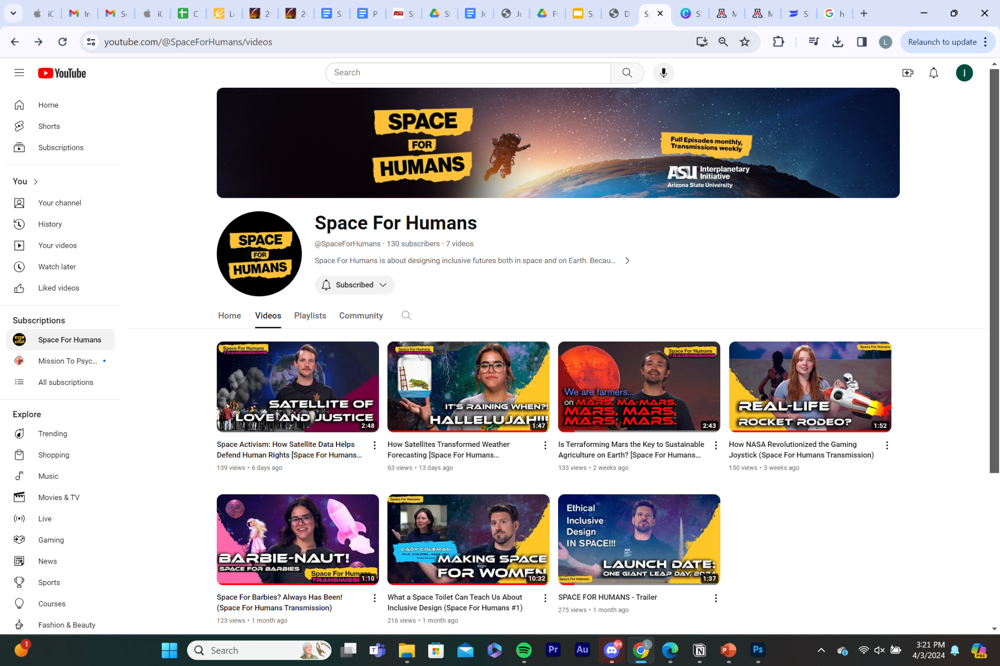 youtube.com/@SpaceForHumans/videos
Relaunch to update
YouTube
Search
Home
Shorts
Subscriptions
You
Your channel
History
Your videos
Watch later
Liked videos
Subscriptions
Space For Humans
Mission To Psyc...
All subscriptions
Explore
Trending
Shopping
Music
Movies & TV
Live
Gaming
News
Sports
Courses
Fashion & Beauty
SPACE
FOR
HUMANS
Full Episodes monthly,
Transmissions weekly
ASU Interplanetary
Initiative
Arizona State University
SPACE
FOR
HUMANS
Space For Humans
@SpaceForHumans · 130 subscribers · 7 videos
Space For Humans is about designing inclusive futures both in space and on Earth. Becau...
Subscribed
Home Videos Playlists Community
Space For Humans
TRANSMISSIONS
SATELLITE OF
LOVE AND JUSTICE
2:48
Space Activism: How Satellite Data Helps
Defend Human Rights [Space For Humans...
139 views • 6 days ago
Space For Humans
TRANSMISSIONS
IT'S RAINING WHEN?!
HALLELUJAH!!!
1:47
How Satellites Transformed Weather
Forecasting [Space For Humans...
63 views • 13 days ago
Space For Humans
TRANSMISSIONS
We are farmers...
on MARS, MA-MARS,
MARS, MARS,
MARS, MARS.
2:43
Is Terraforming Mars the Key to Sustainable
Agriculture on Earth? [Space For Humans...
133 views • 2 weeks ago
Space For Humans
REAL-LIFE
ROCKET RODEO?
1:52
How NASA Revolutionized the Gaming
Joystick (Space For Humans Transmission)
150 views • 3 weeks ago
BARBIE-NAUT!
SPACE FOR BARBIES
Space For Humans
1:10
Space For Barbies? Always Has Been!
(Space For Humans Transmission)
123 views • 1 month ago
Space For Humans
CADY COLEMAN
MAKING SPACE
FOR WOMEN
10:32
What a Space Toilet Can Teach Us About
Inclusive Design (Space For Humans #1)
216 views • 1 month ago
Ethical
Inclusive
Design
IN SPACE!!!
ASU
LAUNCH DATE:
ONE GIANT LEAP DAY, 2024
Space For Humans
1:37
SPACE FOR HUMANS - Trailer
275 views • 1 month ago
1
Search
Pr
Au
9+
Ps
3:21 PM
4/3/2024
PRE